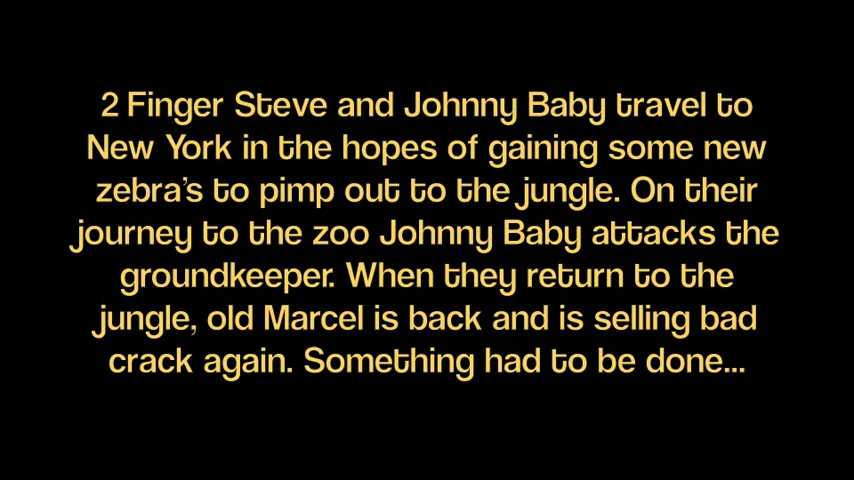 2 Finger Steve and Johnny Baby travel to
New York in the hopes of gaining some new
zebra's to pimp out to the jungle. On their
journey to the zoo Johnny Baby attacks the
groundkeeper. When they return to the
jungle, old Marcel is back and is selling bad
crack again. Something had to be done...